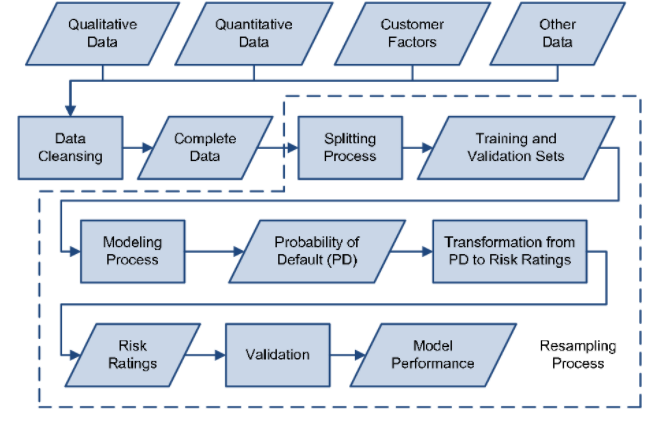 Qualitative
Data
Quantitative
Data
Customer
Factors
Other
Data
Data
Cleansing
Complete
Data
Splitting
Process
Training and
Validation Sets
Modeling
Process
Probability of
Default (PD)
Transformation from
PD to Risk Ratings
Risk
Ratings
Validation
Model
Performance
Resampling
Process